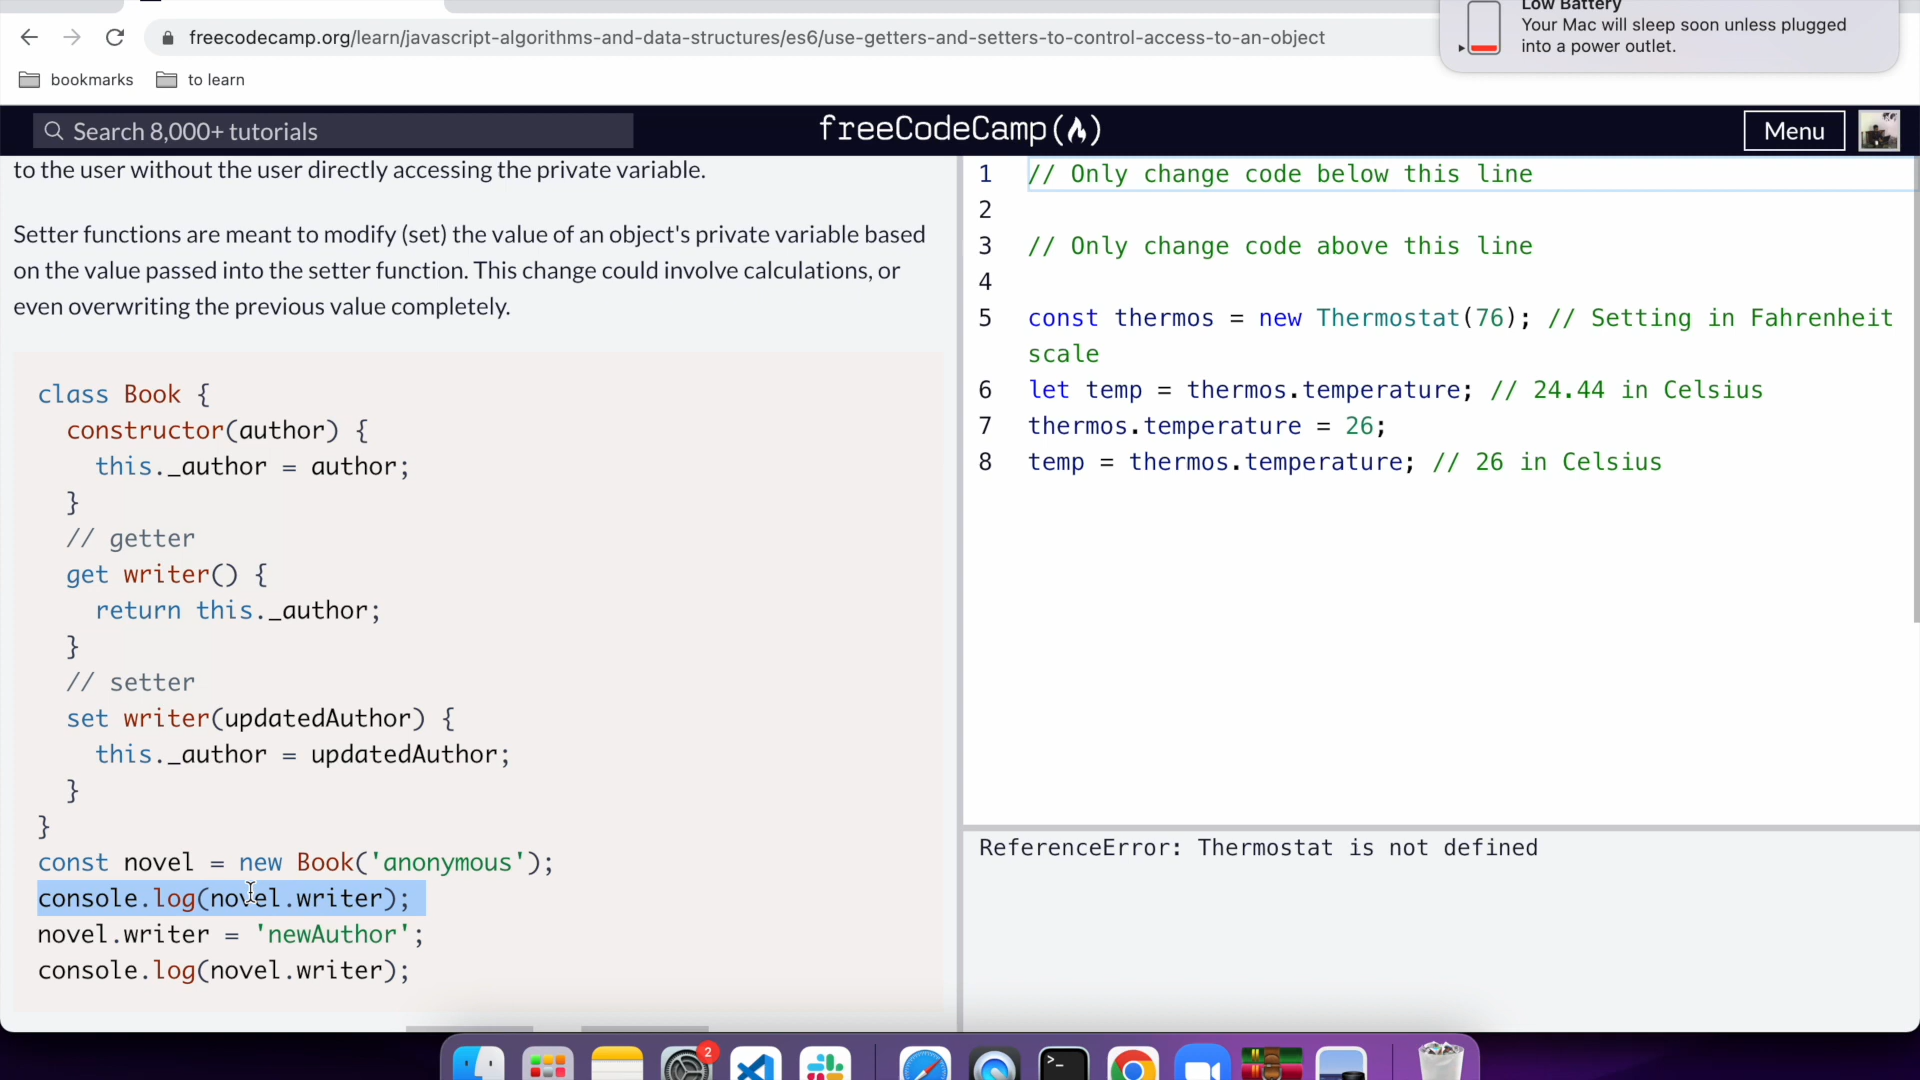 Low Battery
Your Mac will sleep soon unless plugged
into a power outlet.
freecodecamp.org/learn/javascript-algorithms-and-data-structures/es6/use-getters-and-setters-to-control-access-to-an-object
bookmarks to learn
Search 8,000+ tutorials
freeCodeCamp
Menu
to the user without the user directly accessing the private variable.
Setter functions are meant to modify (set) the value of an object's private variable based
on the value passed into the setter function. This change could involve calculations, or
even overwriting the previous value completely.
class Book {
constructor(author) {
this._author = author;
}
// getter
get writer() {
return this._author;
}
// setter
set writer(updatedAuthor) {
this._author = updatedAuthor;
}
}
const novel = new Book('anonymous');
console.log(novel.writer);
novel.writer = 'newAuthor';
console.log(novel.writer);
1 // Only change code below this line
2
3 // Only change code above this line
4
5 const thermos = new Thermostat(76); // Setting in Fahrenheit
scale
6 let temp = thermos.temperature; // 24.44 in Celsius
7 thermos.temperature = 26;
8 temp = thermos.temperature; // 26 in Celsius
ReferenceError: Thermostat is not defined
2
>_